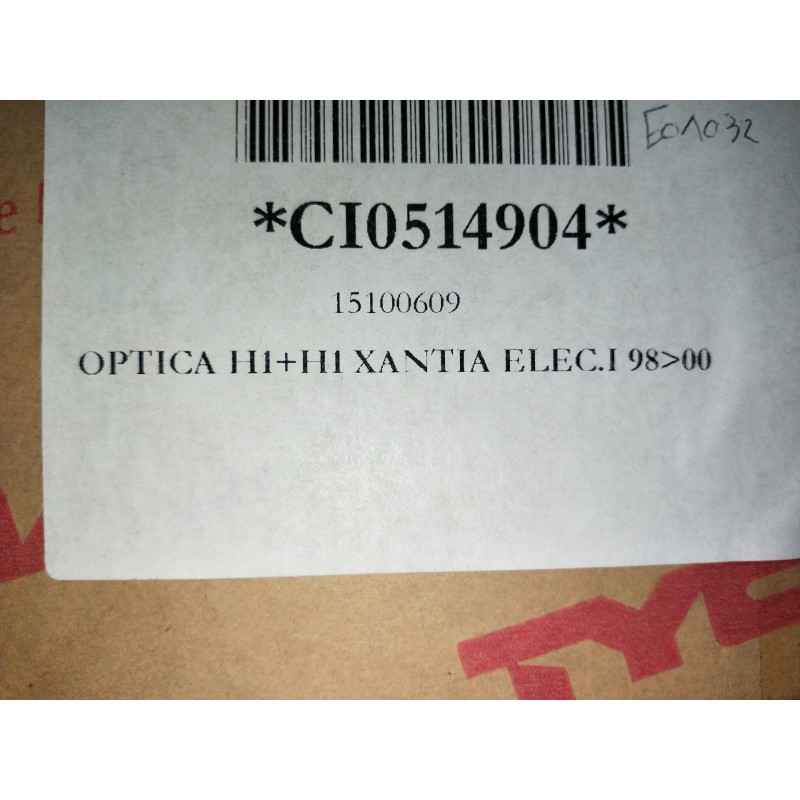 E01032
*CI0514904*
15100609
OPTICA H1+H1 XANTIA ELEC.I 98>00
TYC